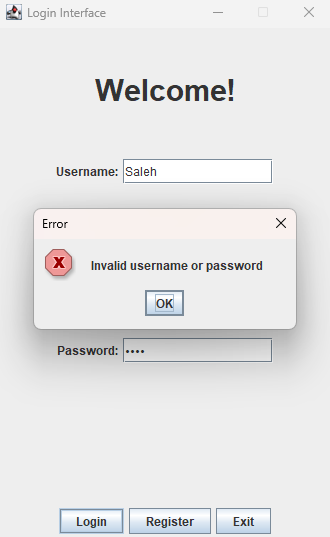 Login Interface
Welcome!
Username: Saleh
Error
Invalid username or password
OK
Password: ••••
Login Register Exit